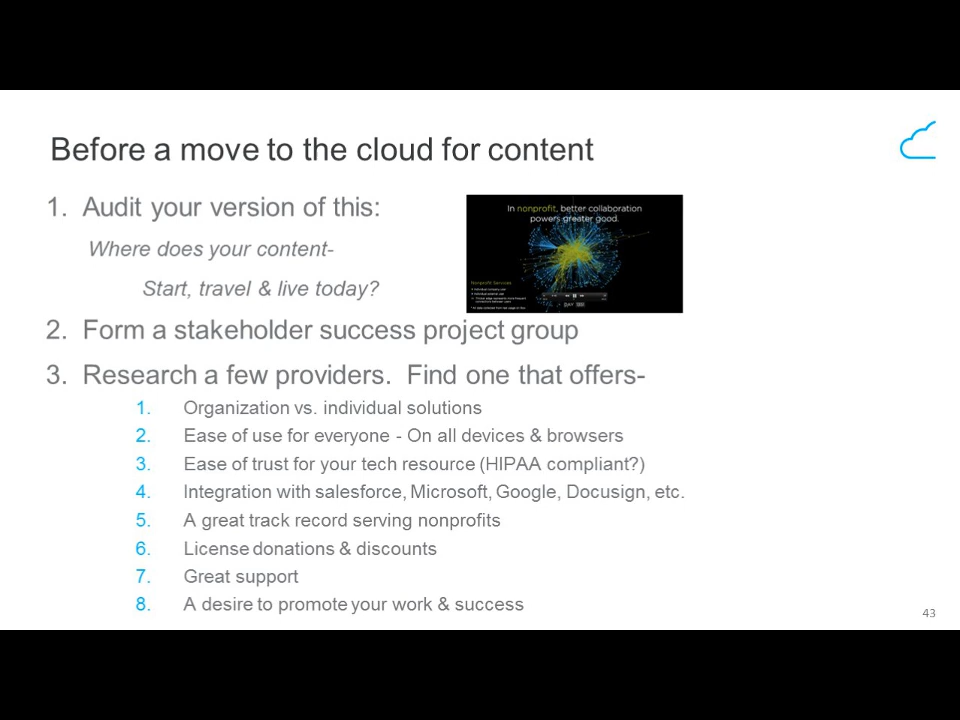 Before a move to the cloud for content
1. Audit your version of this:
Where does your content-
Start, travel & live today?
In nonprofit, better collaboration
powers greater good.
Nonprofit Services
DAY
2. Form a stakeholder success project group
3. Research a few providers. Find one that offers-
1. Organization vs. individual solutions
2. Ease of use for everyone - On all devices & browsers
3. Ease of trust for your tech resource (HIPAA compliant?)
4. Integration with salesforce, Microsoft, Google, Docusign, etc.
5. A great track record serving nonprofits
6. License donations & discounts
7. Great support
8. A desire to promote your work & success
43